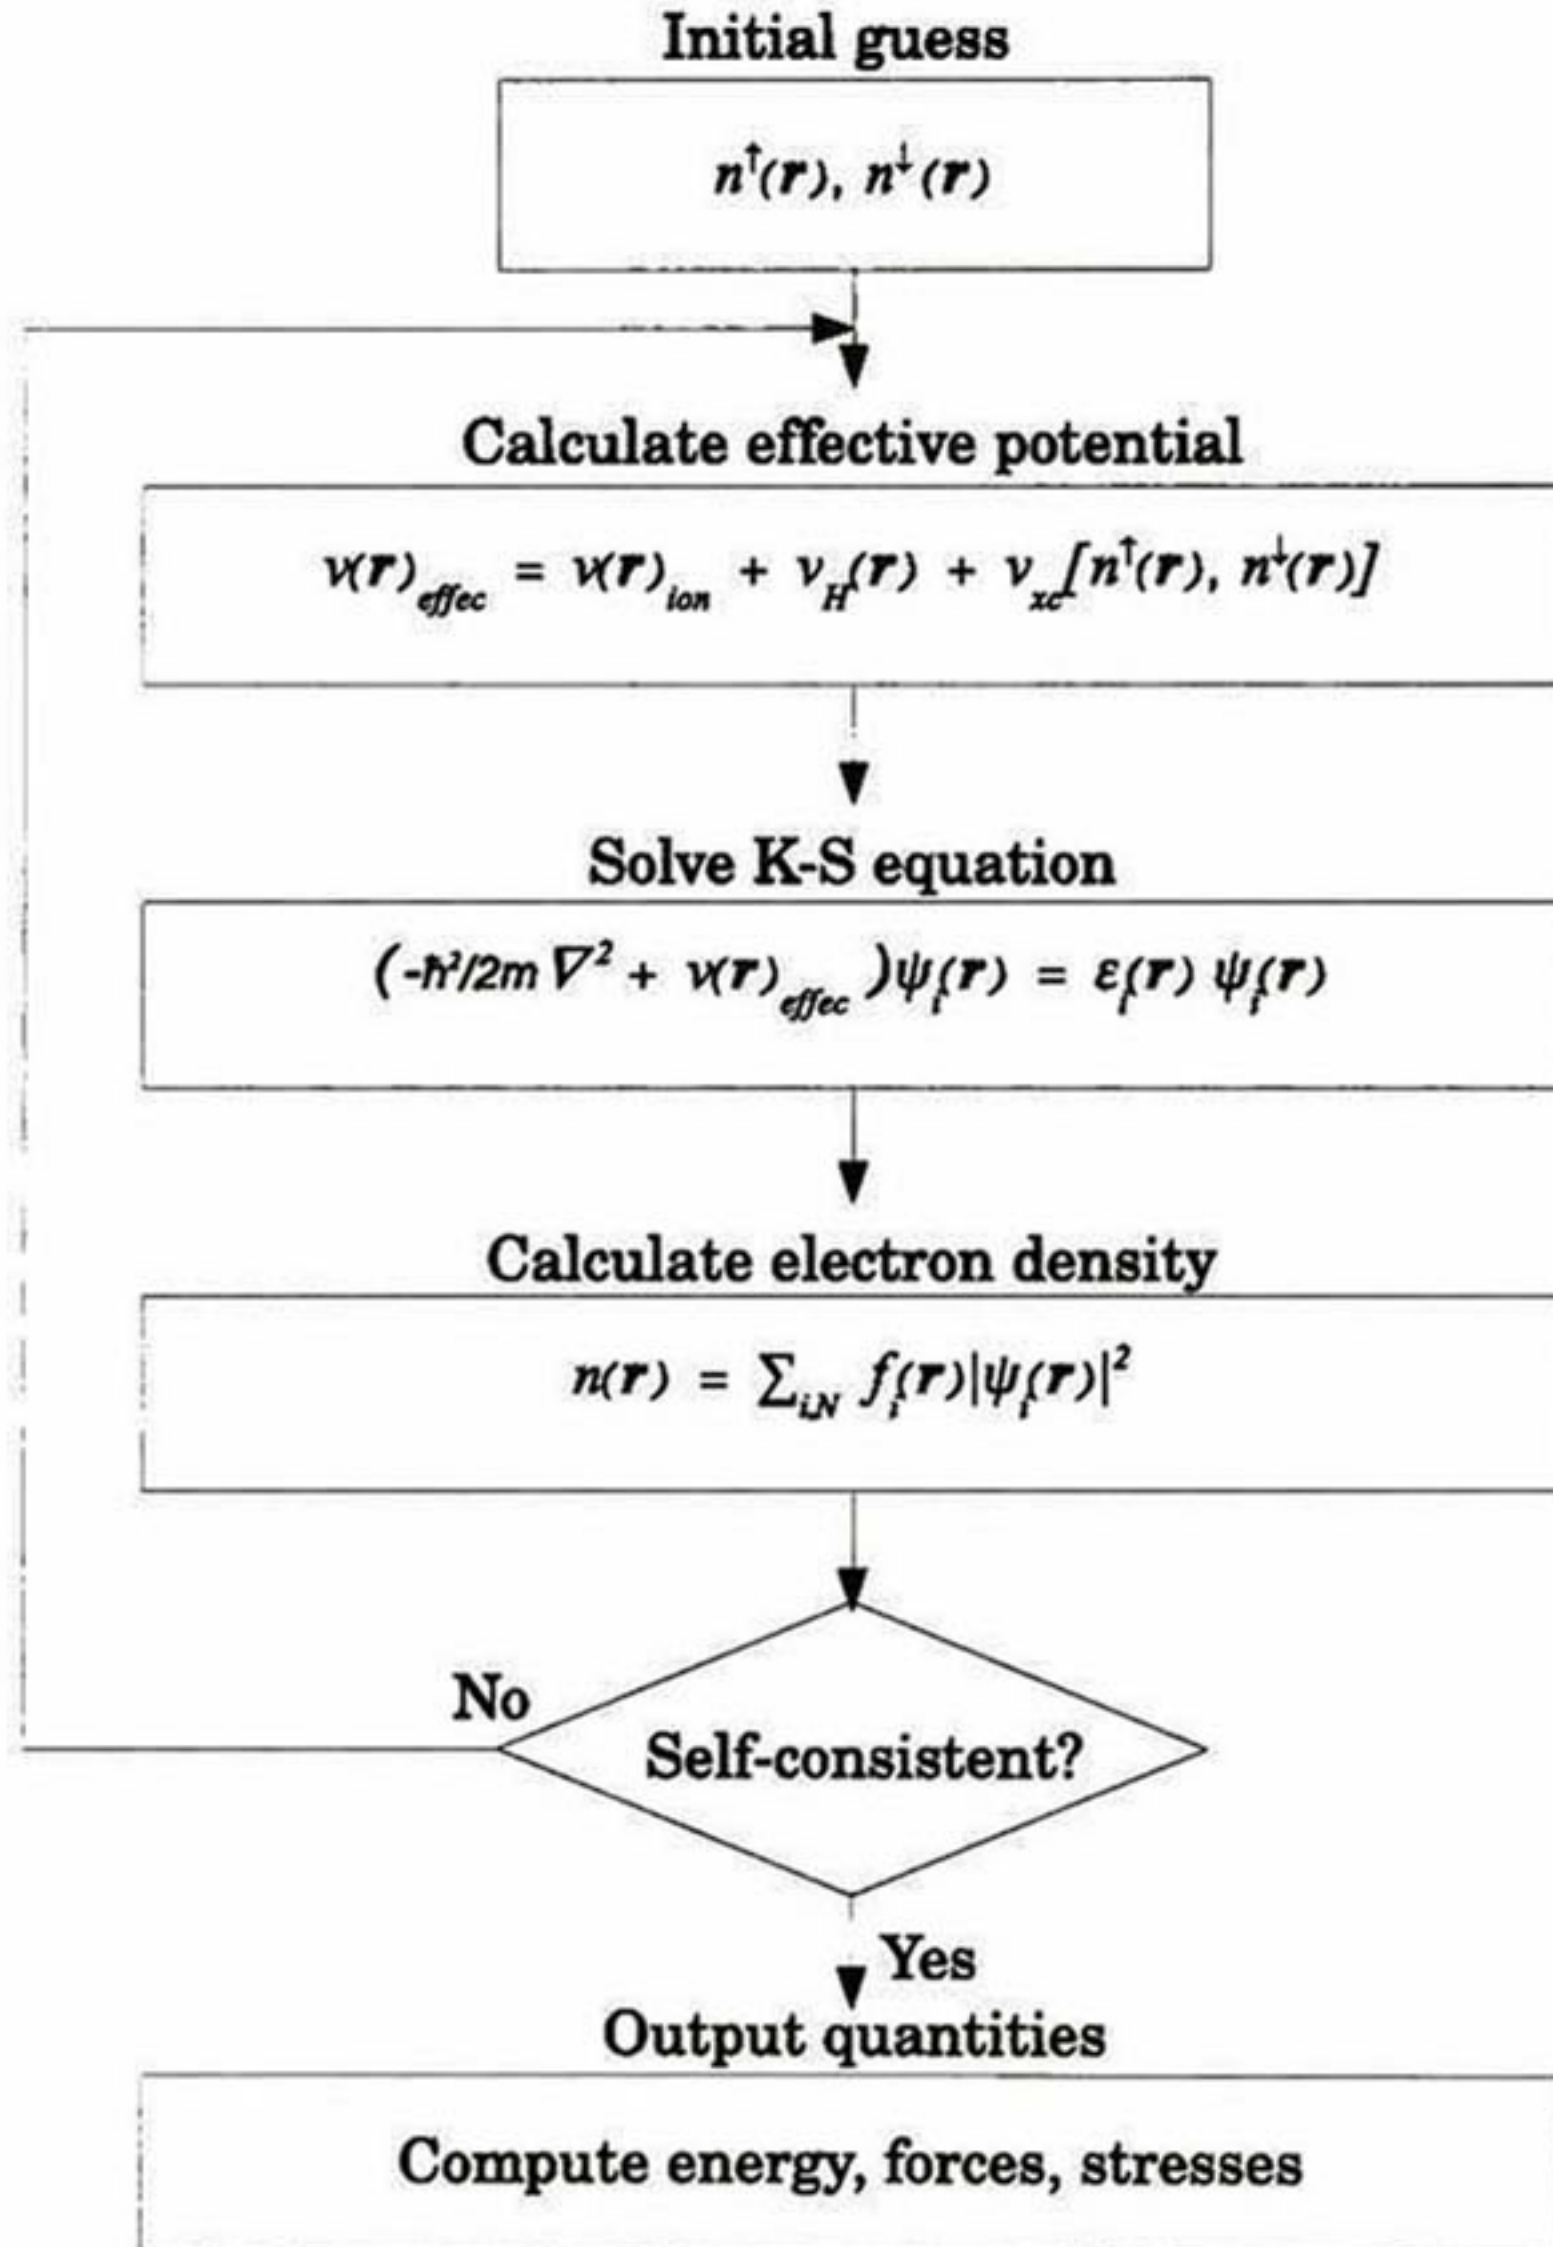 Initial guess
n↑(r), n↓(r)
Calculate effective potential
v(r)effec = v(r)ion + vH(r) + vxc[n↑(r), n↓(r)]
Solve K-S equation
(-ħ²/2m ∇² + v(r)effec )ψi(r) = εi(r) ψi(r)
Calculate electron density
n(r) = ∑i,N fi(r)|ψi(r)|²
No
Self-consistent?
Yes
Output quantities
Compute energy, forces, stresses